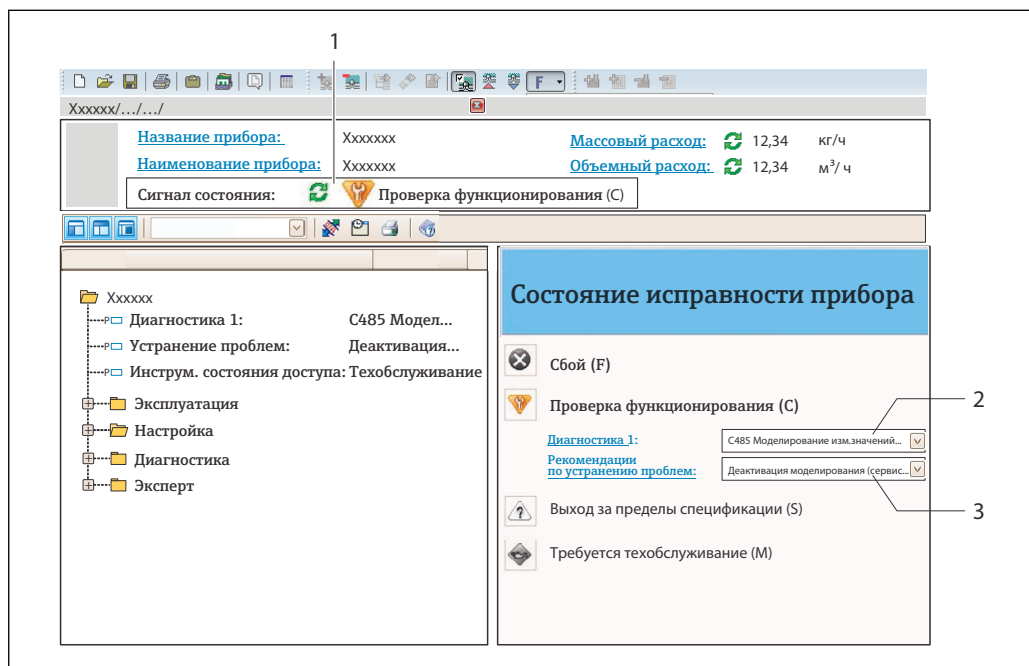 1
F
Xxxxxx/.../.../
Название прибора: Xxxxxxx Массовый расход: 12,34 кг/ч
Наименование прибора: Xxxxxxx Объемный расход: 12,34 м³/ ч
Сигнал состояния: Проверка функционирования (C)
Xxxxxx
P Диагностика 1: C485 Модел...
P Устранение проблем: Деактивация...
P Инструм. состояния доступа: Техобслуживание
Эксплуатация
Настройка
Диагностика
Эксперт
Состояние исправности прибора
Сбой (F)
Проверка функционирования (C)
2
Диагностика 1: C485 Моделирование изм.значений...
Рекомендации
по устранению проблем: Деактивация моделирования (сервис...
3
Выход за пределы спецификации (S)
Требуется техобслуживание (M)